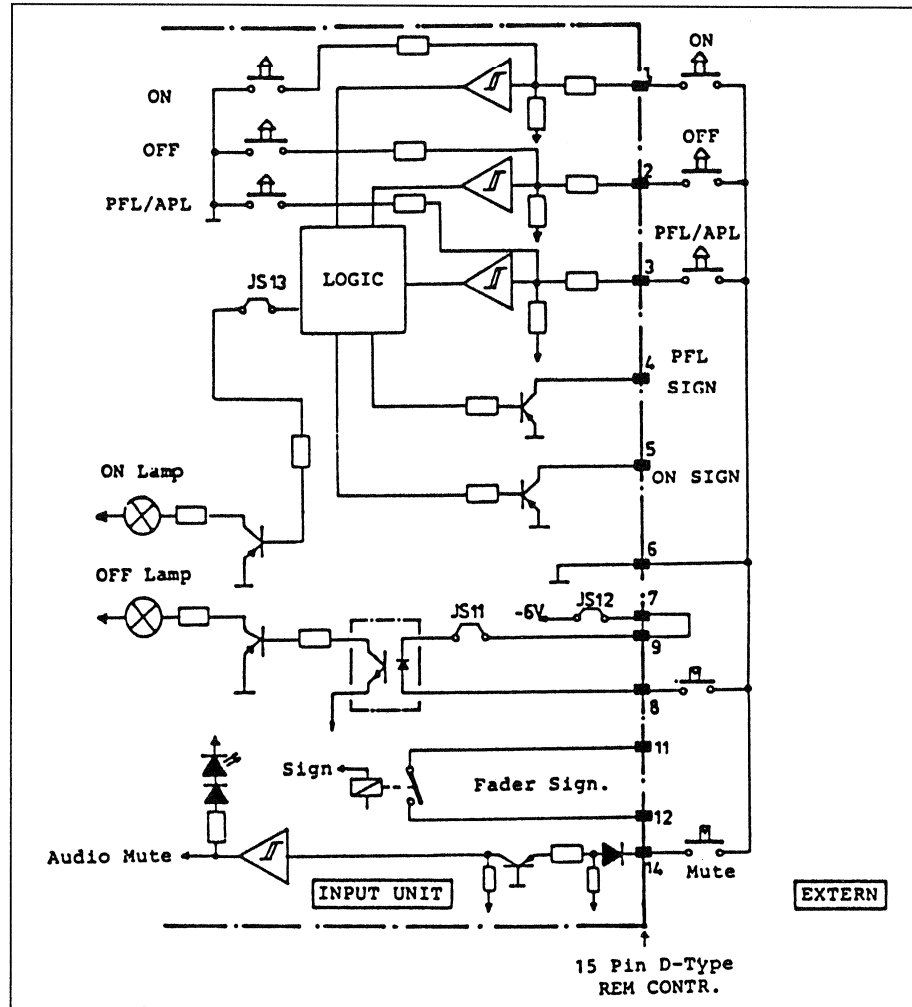 ON
1
ON
OFF
OFF
2
PFL/APL
PFL/APL
3
LOGIC
JS13
4
PFL
SIGN
5
ON SIGN
ON Lamp
6
OFF Lamp
-6V
JS12
7
JS11
9
8
11
Sign
Fader Sign.
12
Audio Mute
14
Mute
INPUT UNIT
EXTERN
15 Pin D-Type
REM CONTR.